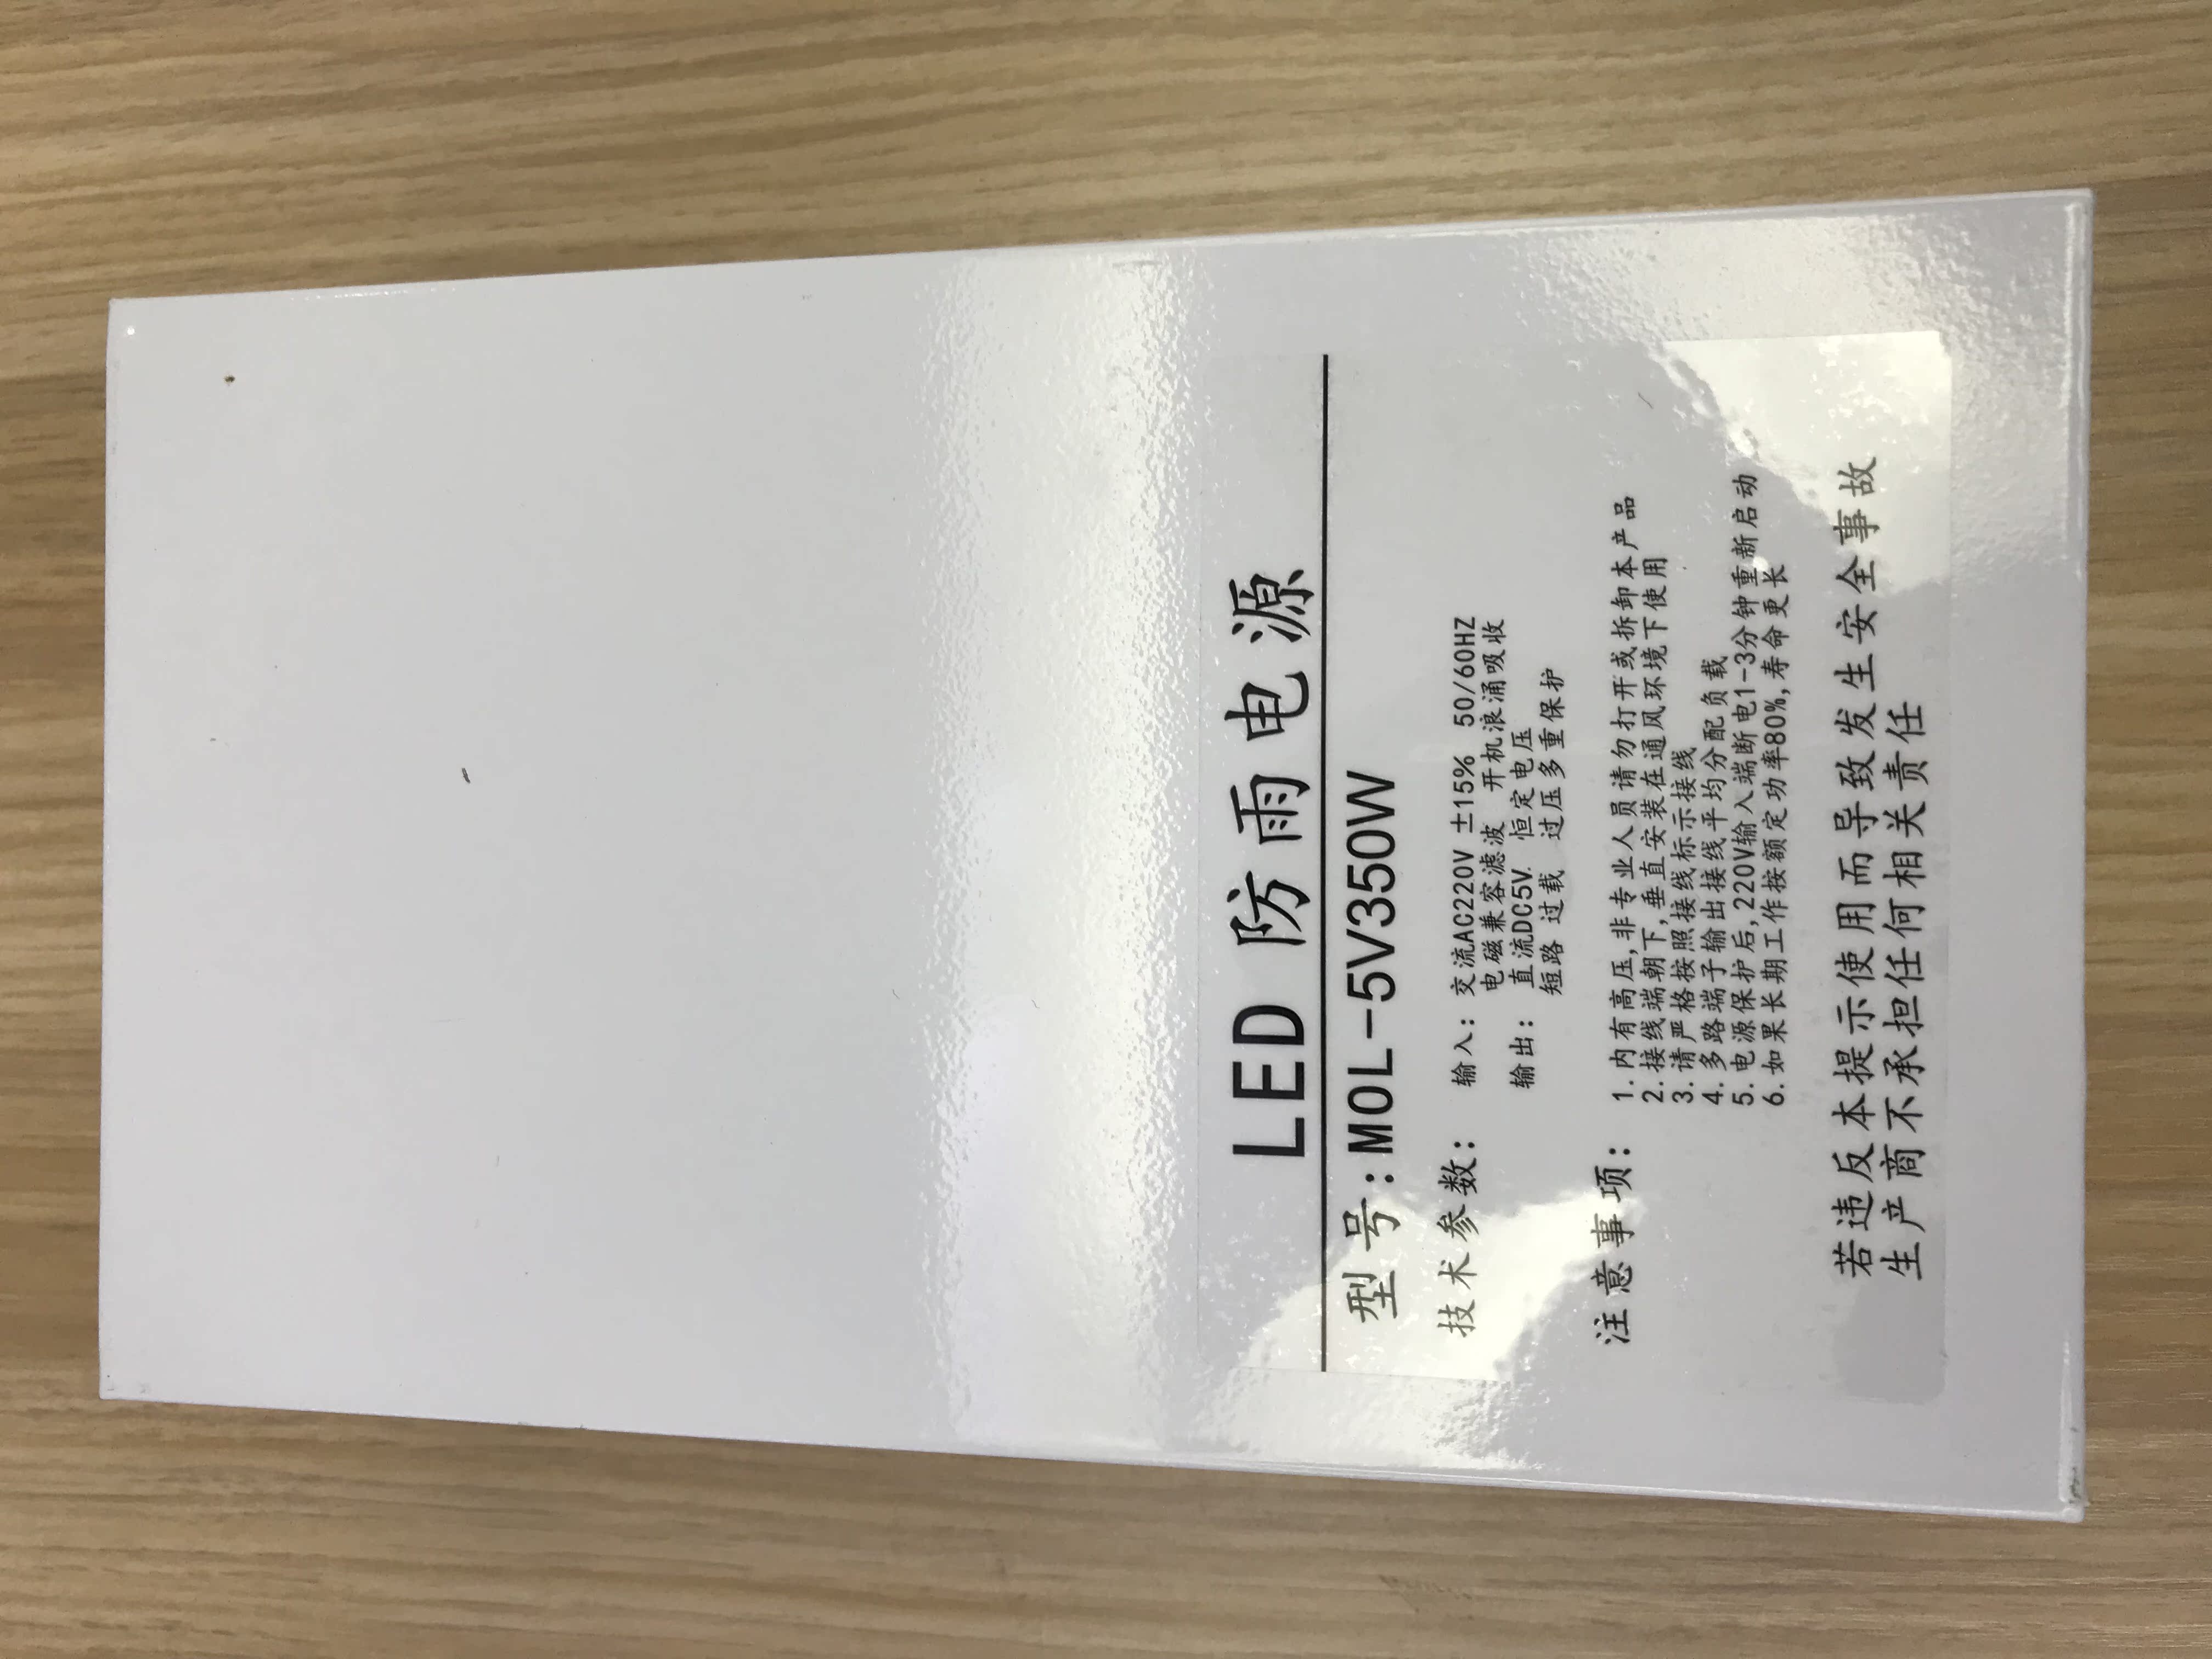 LED 防雨电源
型号:MOL-5V350W
技术参数: 输入: 交流AC220V ±15% 50/60HZ
电磁兼容滤波 开机浪涌吸收
输出: 直流DC5V. 恒定电压
短路 过载 过压多重保护
注意事项: 1.内有高压,非专业人员请勿打开或拆卸本产品
2.接线端朝下,垂直安装在通风环境下使用
3.请严格按照接线标示接线
4.多路端子输出接线平均分配负载
5.电源保护后,220V输入端断电1-3分钟重新启动
6.如果长期工作按额定功率80%,寿命更长
若违反本提示使用而导致发生安全事故
生产商不承担任何相关责任